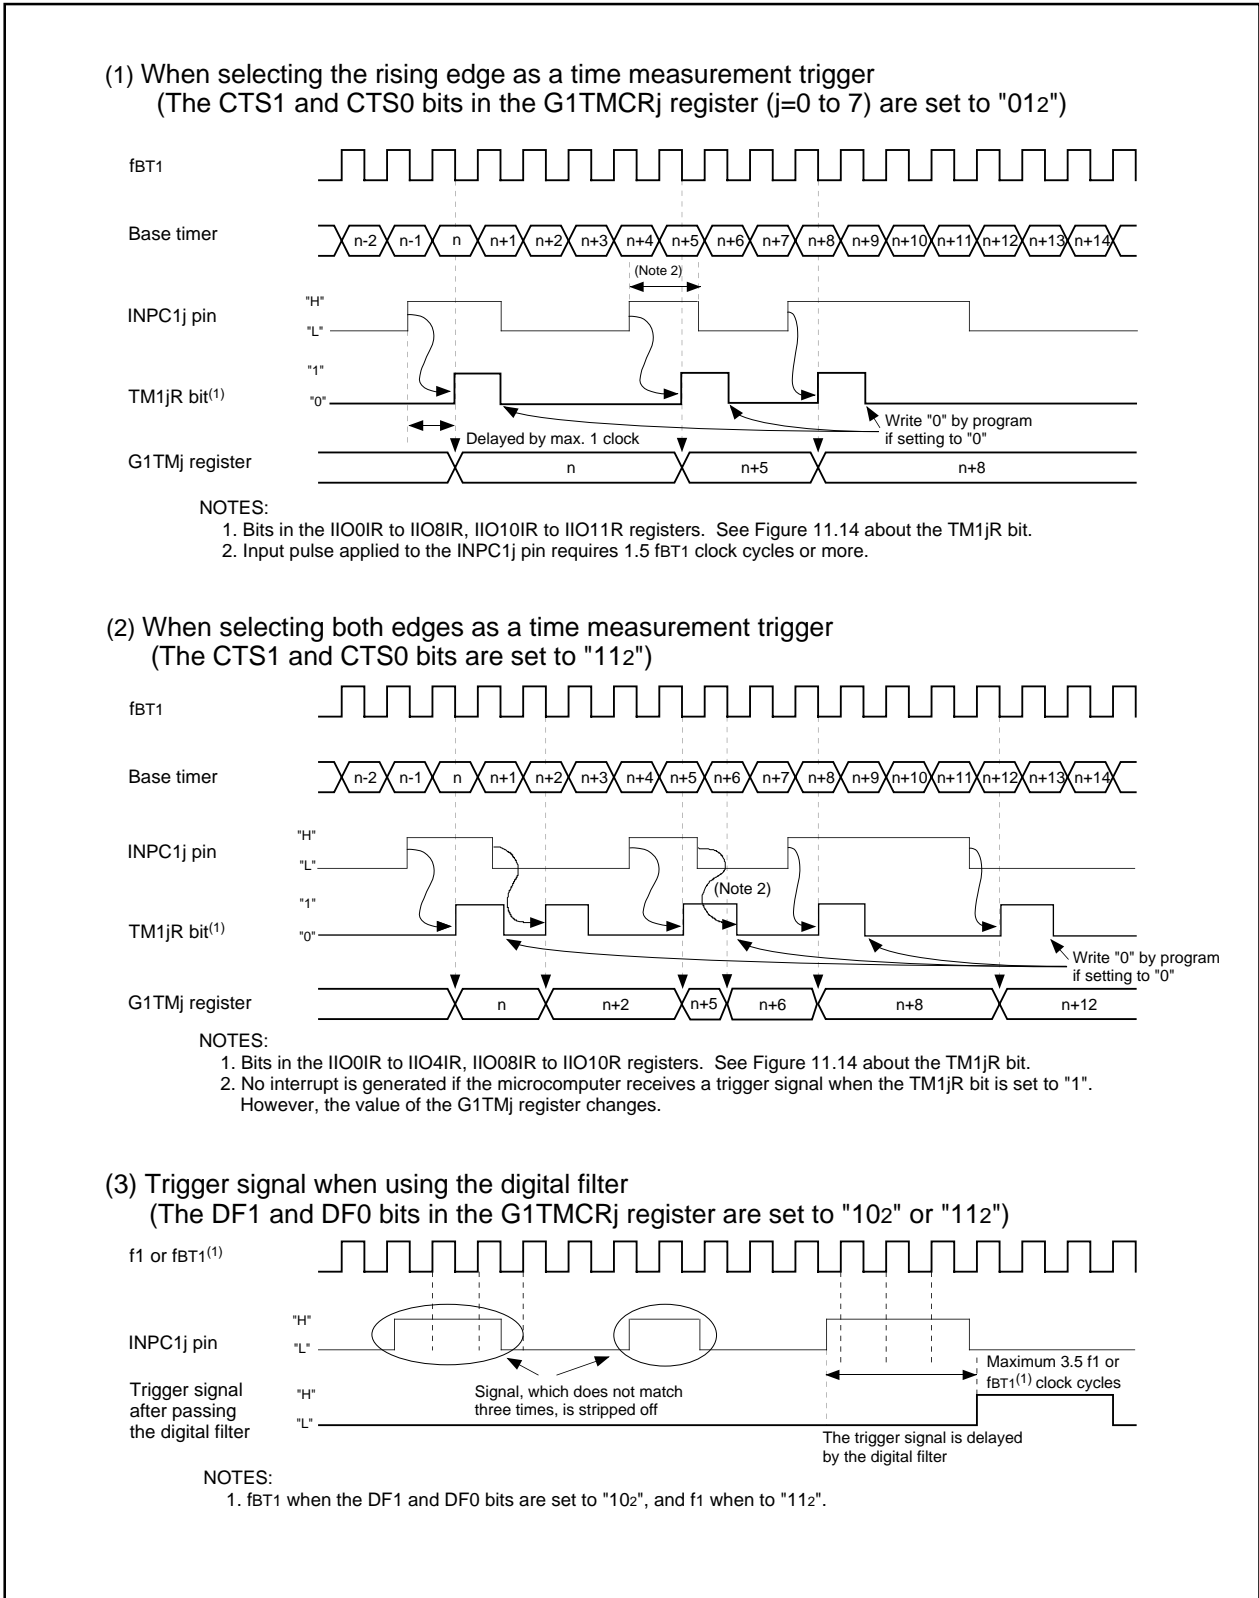 (1) When selecting the rising edge as a time measurement trigger
(The CTS1 and CTS0 bits in the G1TMCRj register (j=0 to 7) are set to "012")
fBT1
Base timer
n-2 n-1 n n+1 n+2 n+3 n+4 n+5 n+6 n+7 n+8 n+9 n+10 n+11 n+12 n+13 n+14
(Note 2)
INPC1j pin
"H"
"L"
TM1jR bit(1)
"1"
"0"
Write "0" by program
if setting to "0"
Delayed by max. 1 clock
G1TMj register
n n+5 n+8
NOTES:
1. Bits in the IIO0IR to IIO8IR, IIO10IR to IIO11R registers. See Figure 11.14 about the TM1jR bit.
2. Input pulse applied to the INPC1j pin requires 1.5 fBT1 clock cycles or more.
(2) When selecting both edges as a time measurement trigger
(The CTS1 and CTS0 bits are set to "112")
fBT1
Base timer
n-2 n-1 n n+1 n+2 n+3 n+4 n+5 n+6 n+7 n+8 n+9 n+10 n+11 n+12 n+13 n+14
INPC1j pin
"H"
"L"
(Note 2)
TM1jR bit(1)
"1"
"0"
Write "0" by program
if setting to "0"
G1TMj register
n n+2 n+5 n+6 n+8 n+12
NOTES:
1. Bits in the IIO0IR to IIO4IR, IIO08IR to IIO10R registers. See Figure 11.14 about the TM1jR bit.
2. No interrupt is generated if the microcomputer receives a trigger signal when the TM1jR bit is set to "1".
However, the value of the G1TMj register changes.
(3) Trigger signal when using the digital filter
(The DF1 and DF0 bits in the G1TMCRj register are set to "102" or "112")
f1 or fBT1(1)
INPC1j pin
"H"
"L"
Maximum 3.5 f1 or
fBT1(1) clock cycles
Trigger signal
after passing
the digital filter
"H"
"L"
Signal, which does not match
three times, is stripped off
The trigger signal is delayed
by the digital filter
NOTES:
1. fBT1 when the DF1 and DF0 bits are set to "102", and f1 when to "112".